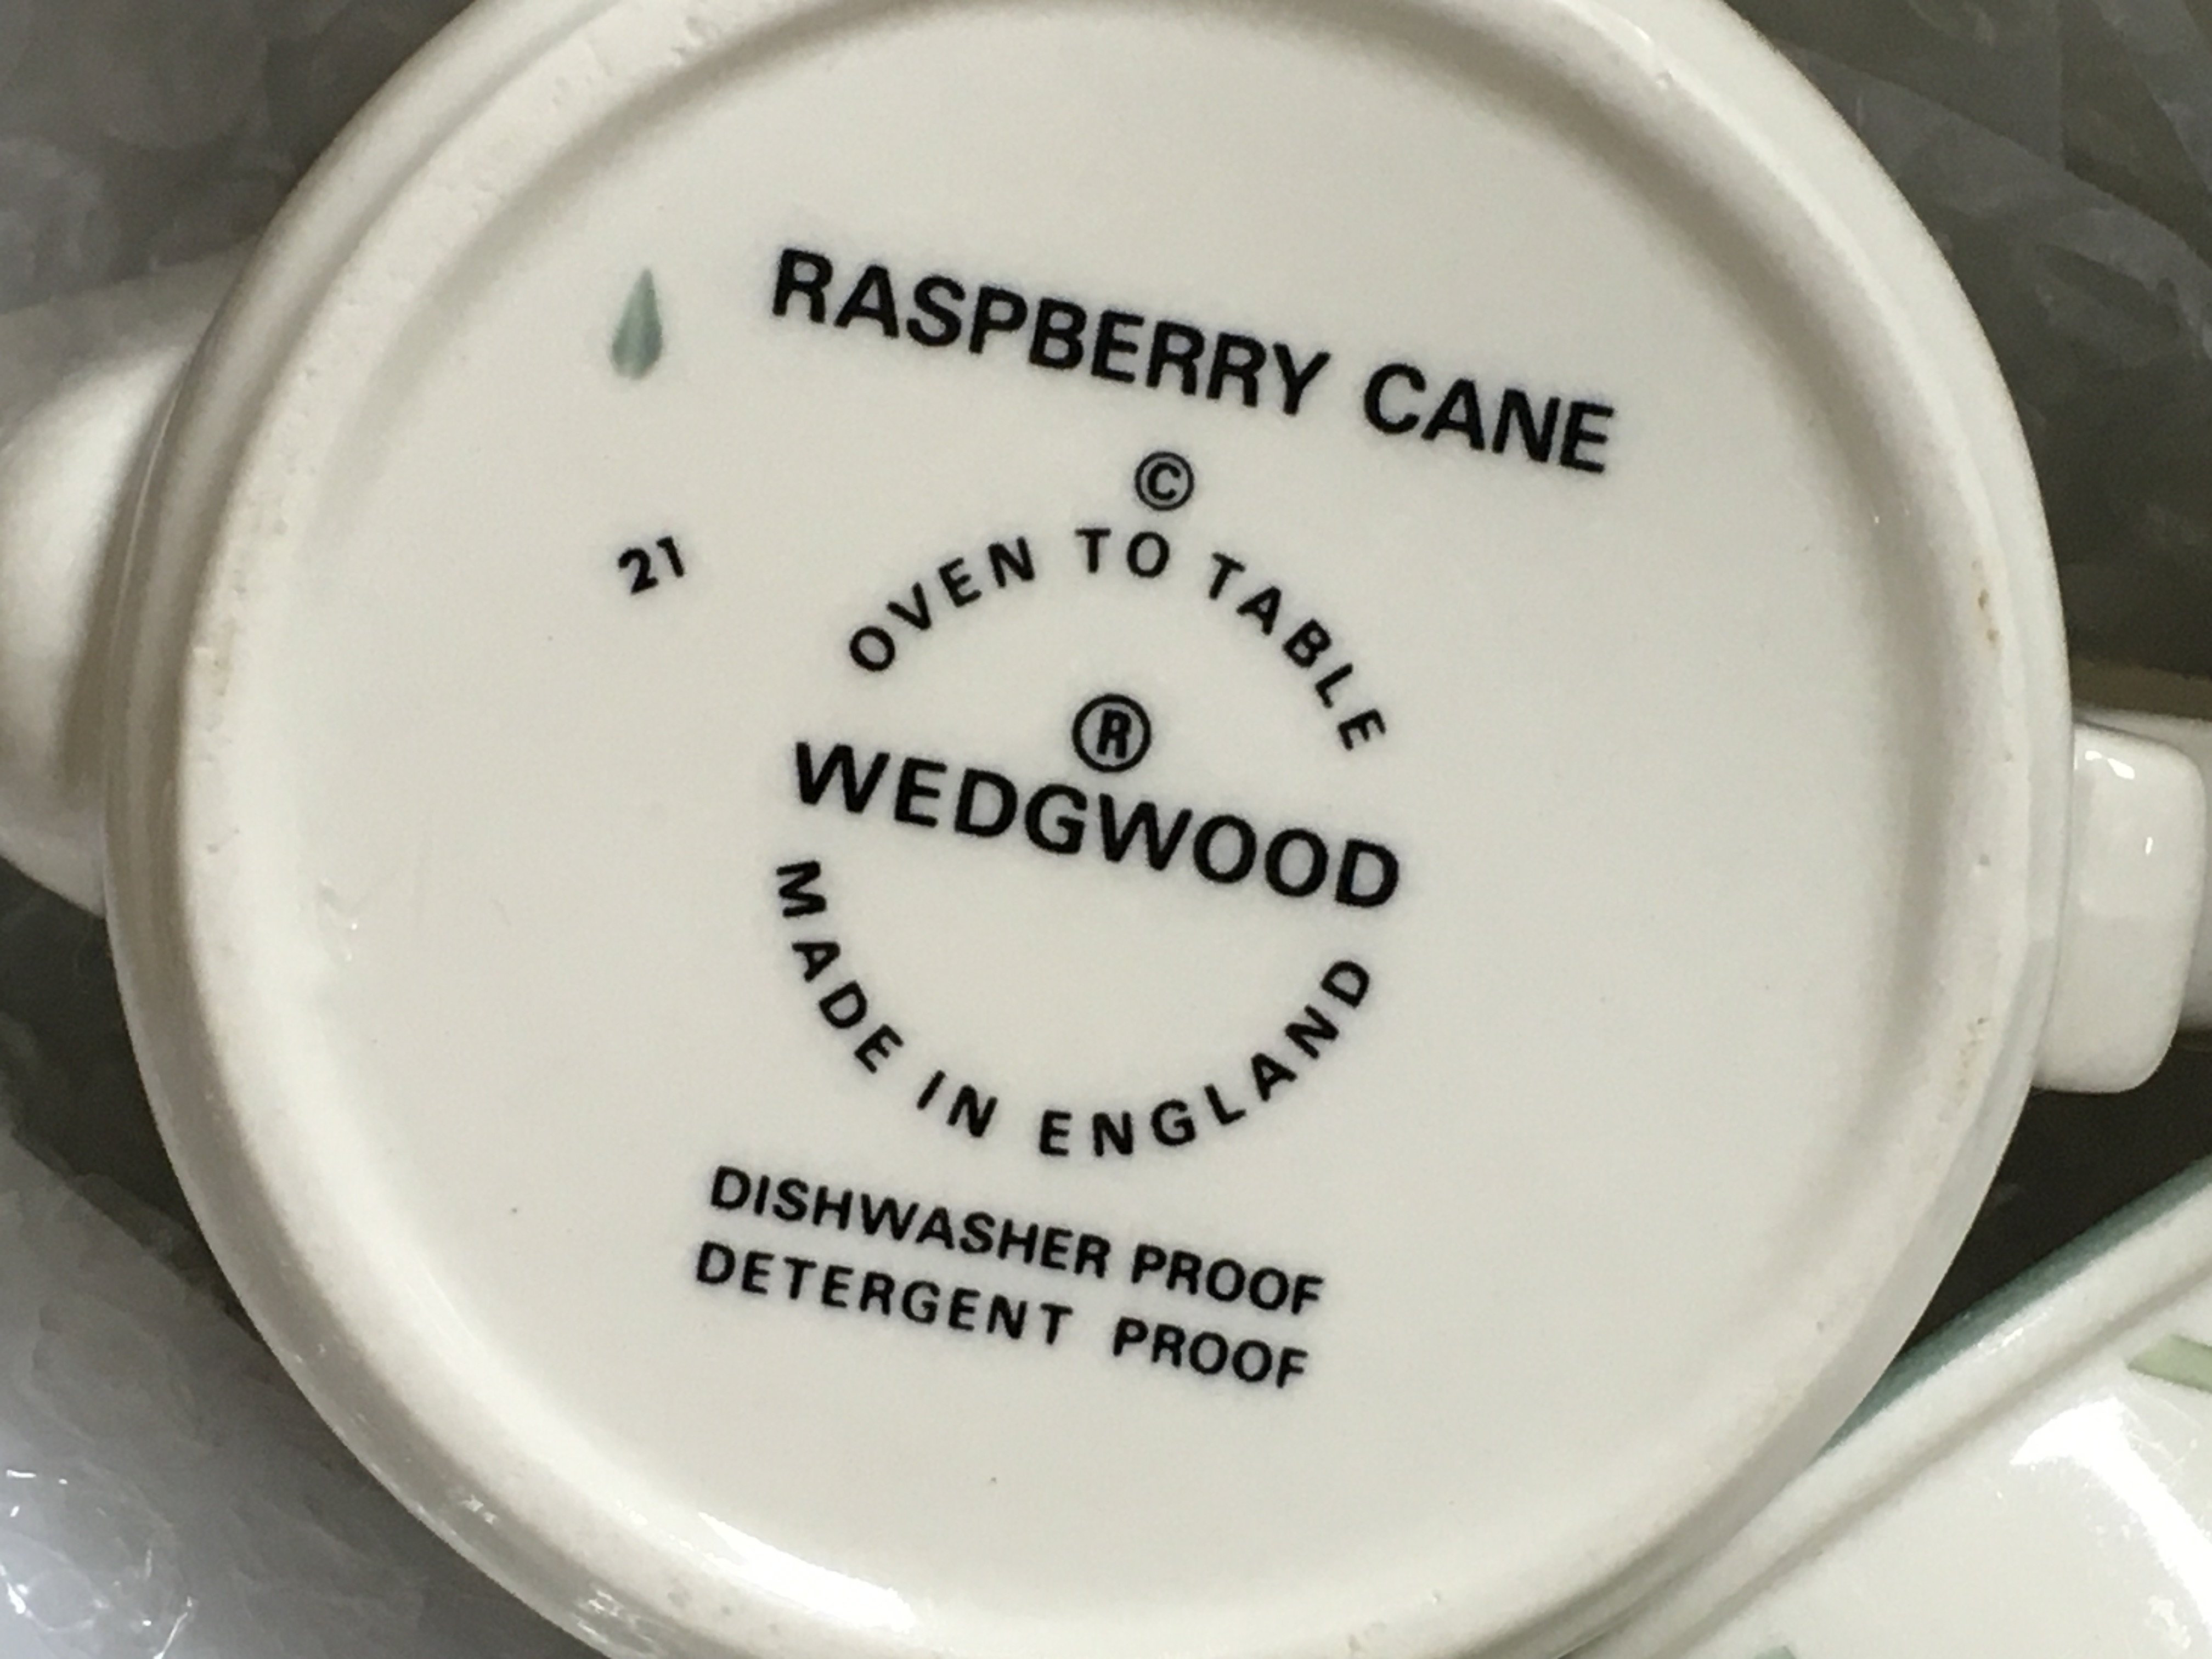 RASPBERRY CANE
©
21
OVEN TO TABLE
®
WEDGWOOD
MADE IN ENGLAND
DISHWASHER PROOF
DETERGENT PROOF